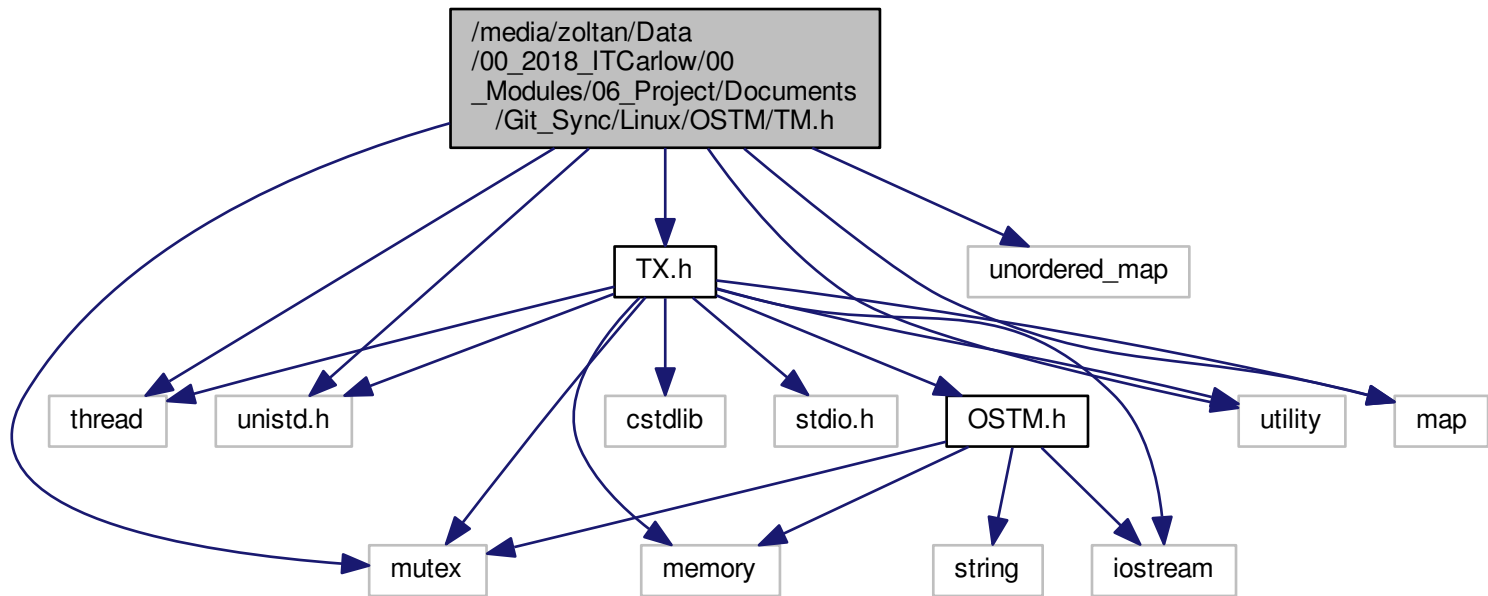 /media/zoltan/Data
/00_2018_ITCarlow/00
_Modules/06_Project/Documents
/Git_Sync/Linux/OSTM/TM.h
TX.h
unordered_map
thread
unistd.h
cstdlib
stdio.h
OSTM.h
utility
map
mutex
memory
string
iostream